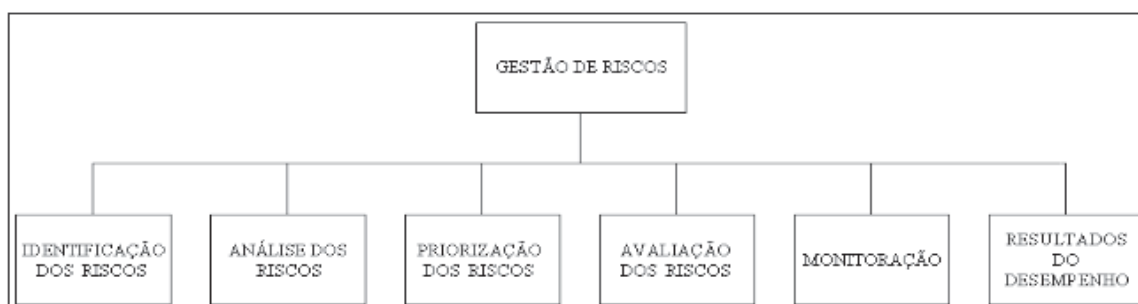 GESTÃO DE RISCOS
IDENTIFICAÇÃO
DOS RISCOS
ANÁLISE DOS
RISCOS
PRIORIZAÇÃO
DOS RISCOS
AVALIAÇÃO
DOS RISCOS
MONITORAÇÃO
RESULTADOS
DO
DESEMPENHO